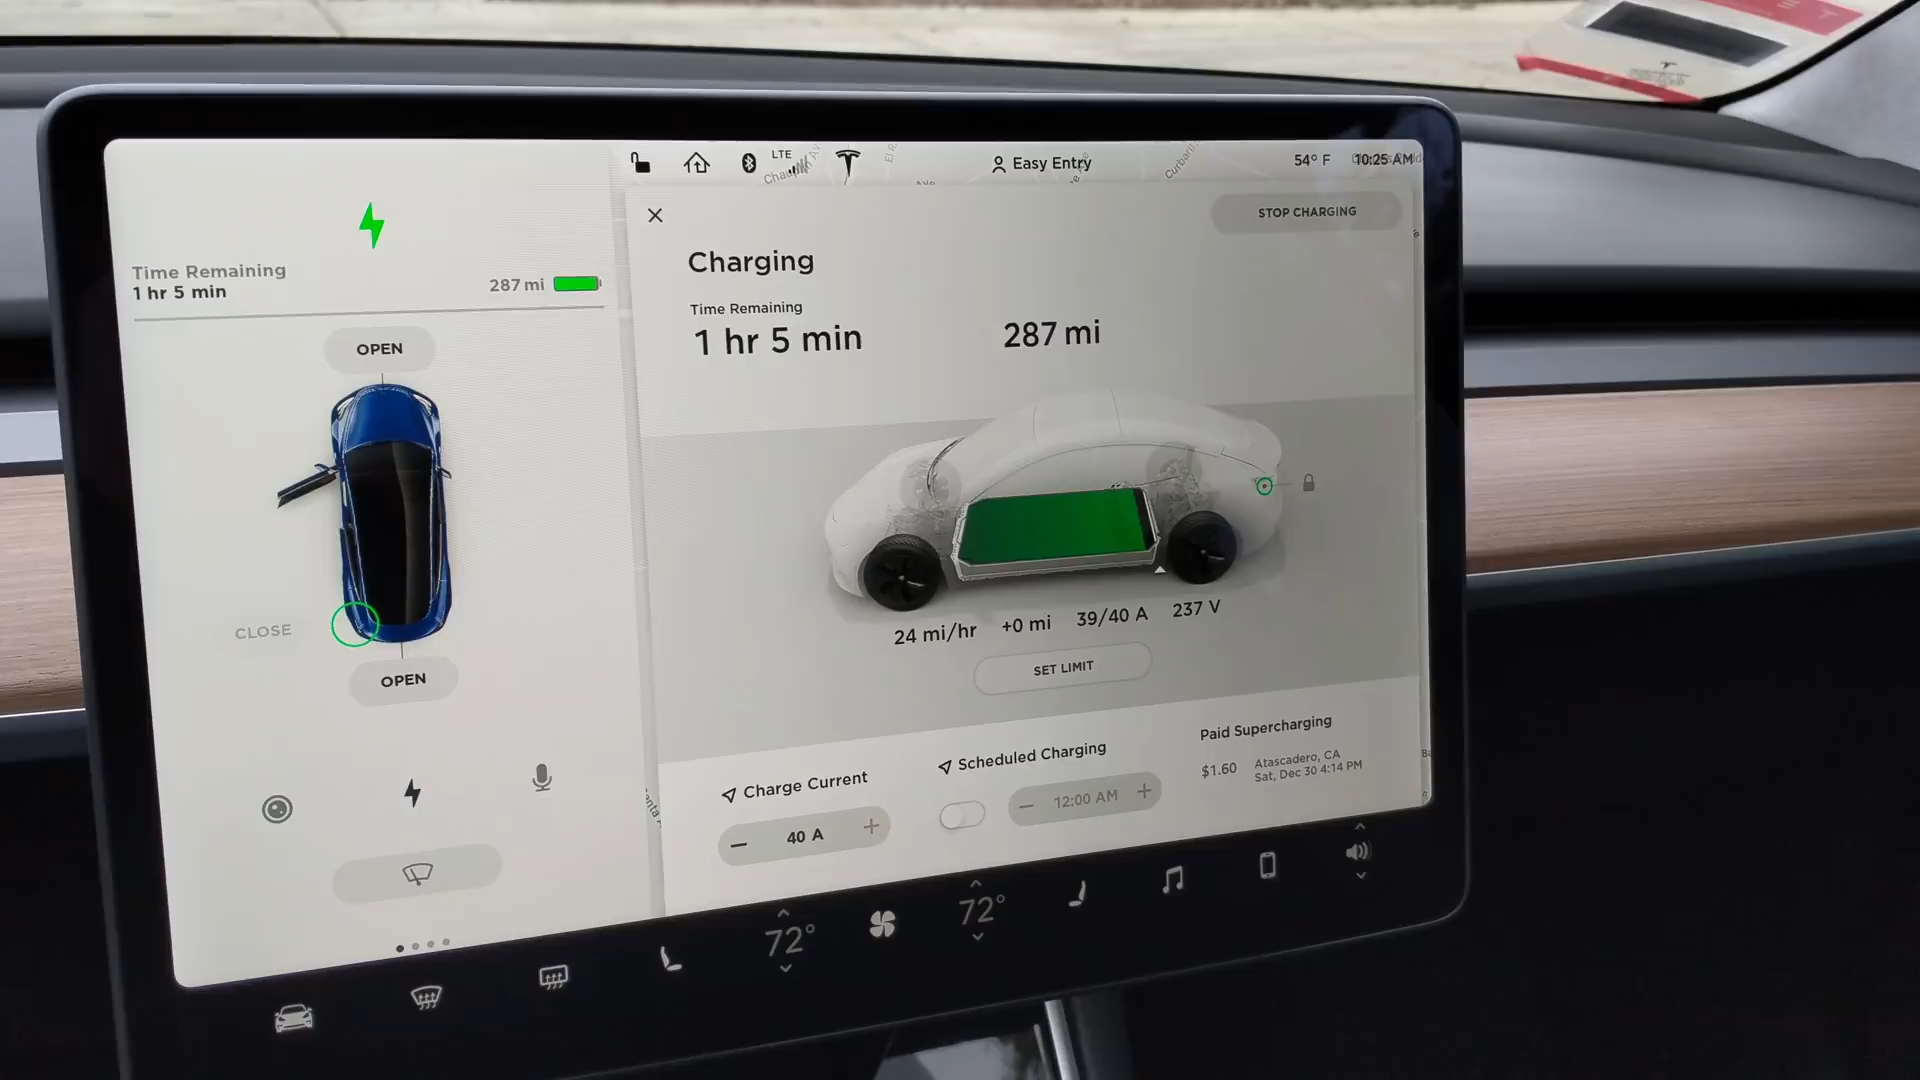 LTE
Easy Entry
54° F
10:25 AM
Time Remaining
1 hr 5 min
287 mi
OPEN
CLOSE
OPEN
STOP CHARGING
Charging
Time Remaining
1 hr 5 min
287 mi
24 mi/hr
+0 mi
39/40 A
237 V
SET LIMIT
Charge Current
40 A
Scheduled Charging
12:00 AM
Paid Supercharging
$1.60
Atascadero, CA
Sat, Dec 30 4:14 PM
72°
72°